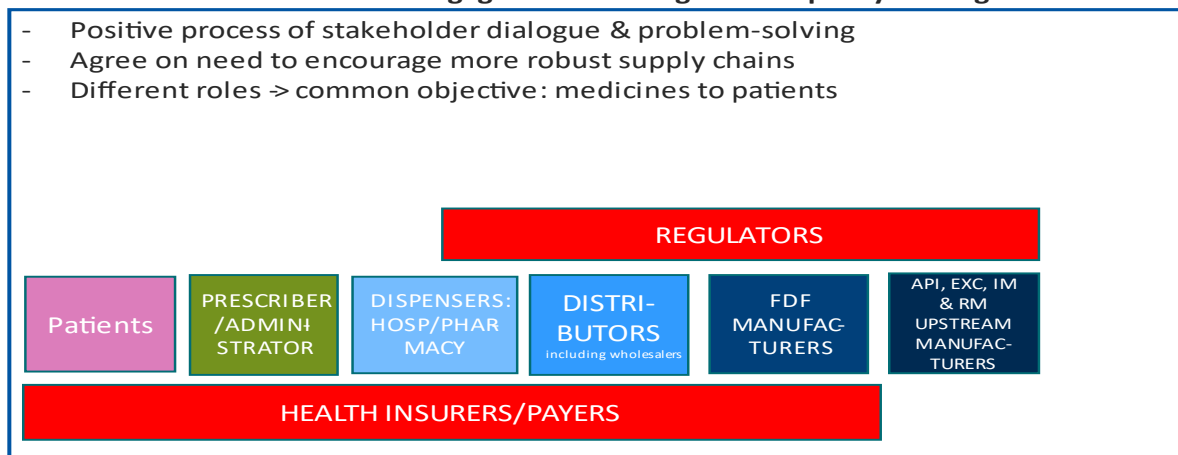 - Positive process of stakeholder dialogue & problem-solving
- Agree on need to encourage more robust supply chains
- Different roles -> common objective: medicines to patients
REGULATORS
Patients
PRESCRIBER
/ADMINI-
STRATOR
DISPENSERS:
HOSP/PHAR
MACY
DISTRI-
BUTORS
including wholesalers
FDF
MANUFAC-
TURERS
API, EXC, IM
& RM
UPSTREAM
MANUFAC-
TURERS
HEALTH INSURERS/PAYERS